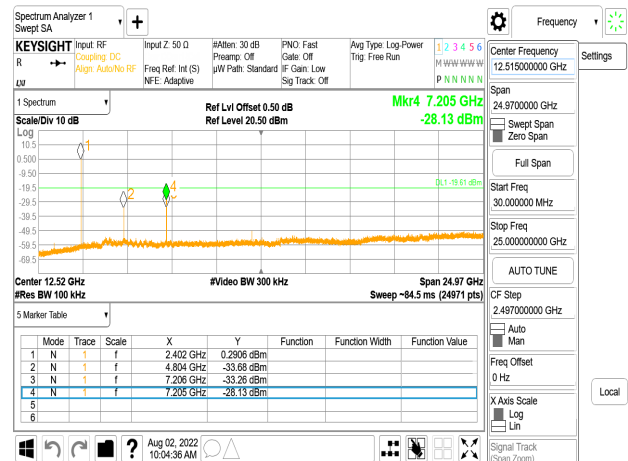 Spectrum Analyzer 1
Swept SA
Frequency
KEYSIGHT Input: RF Input Z: 50 Ω #Atten: 30 dB PNO: Fast Avg Type: Log-Power 1 2 3 4 5 6
R Coupling: DC Preamp: Off Gate: Off Trig: Free Run M W W W W W
Align: Auto/No RF Freq Ref: Int (S) µW Path: Standard IF Gain: Low
NFE: Adaptive Sig Track: Off P N N N N N
1 Spectrum
Ref Lvl Offset 0.50 dB Mkr4 7.205 GHz
Scale/Div 10 dB Ref Level 20.50 dBm -28.13 dBm
Log
10.5
0.500
-9.50
-19.5
-29.5
-39.5
-49.5
-59.5
-69.5
1
2
4
DL1 -19.61 dBm
Center 12.52 GHz #Video BW 300 kHz Span 24.97 GHz
#Res BW 100 kHz Sweep ~84.5 ms (24971 pts)
5 Marker Table
Mode Trace Scale X Y Function Function Width Function Value
1 N 1 f 2.402 GHz 0.2906 dBm
2 N 1 f 4.804 GHz -33.68 dBm
3 N 1 f 7.206 GHz -33.26 dBm
4 N 1 f 7.205 GHz -28.13 dBm
5
6
Aug 02, 2022
10:04:36 AM
?
Center Frequency
12.515000000 GHz
Settings
Span
24.9700000 GHz
Swept Span
Zero Span
Full Span
Start Freq
30.000000 MHz
Stop Freq
25.00000000 GHz
AUTO TUNE
CF Step
2.497000000 GHz
Auto
Man
Freq Offset
0 Hz
X Axis Scale
Log
Lin
Local
Signal Track
(Span Zoom)